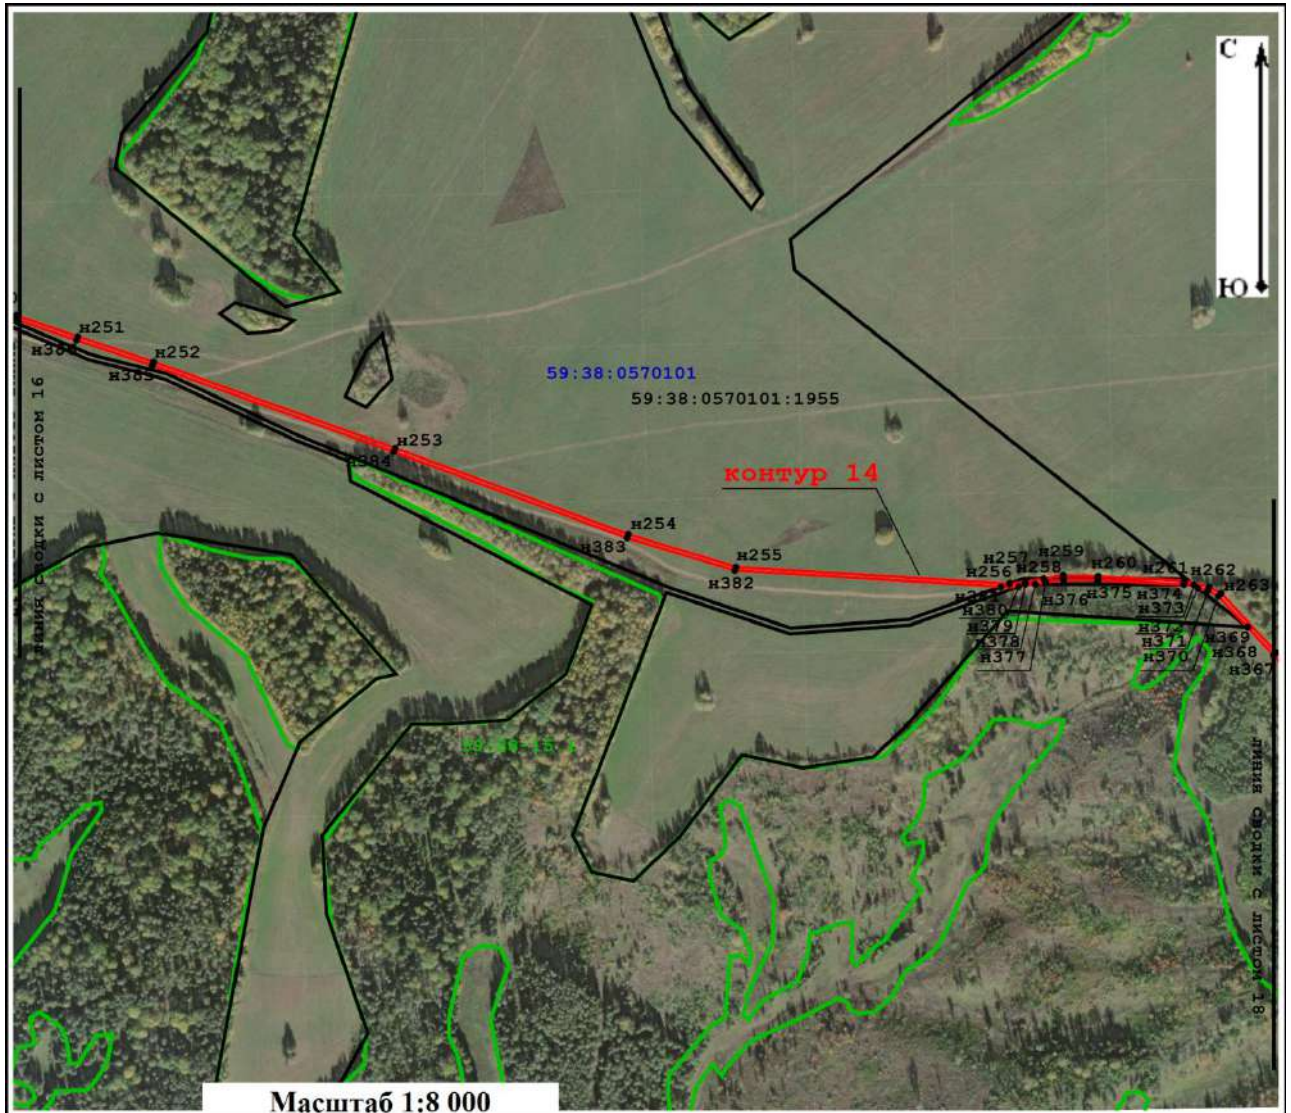 С
Ю
н251
н252
н385
59:38:0570101
59:38:0570101:1955
линия сводки с листом 16
н253
н384
контур 14
н254
н383
н255
н382
н256
н257
н258
н259
н260
н261
н262
н263
н380
н379
н378
н377
н376
н375
н374
н373
н372
н371
н370
н369
н368
н367
линия сводки с листом 18
Масштаб 1:8 000